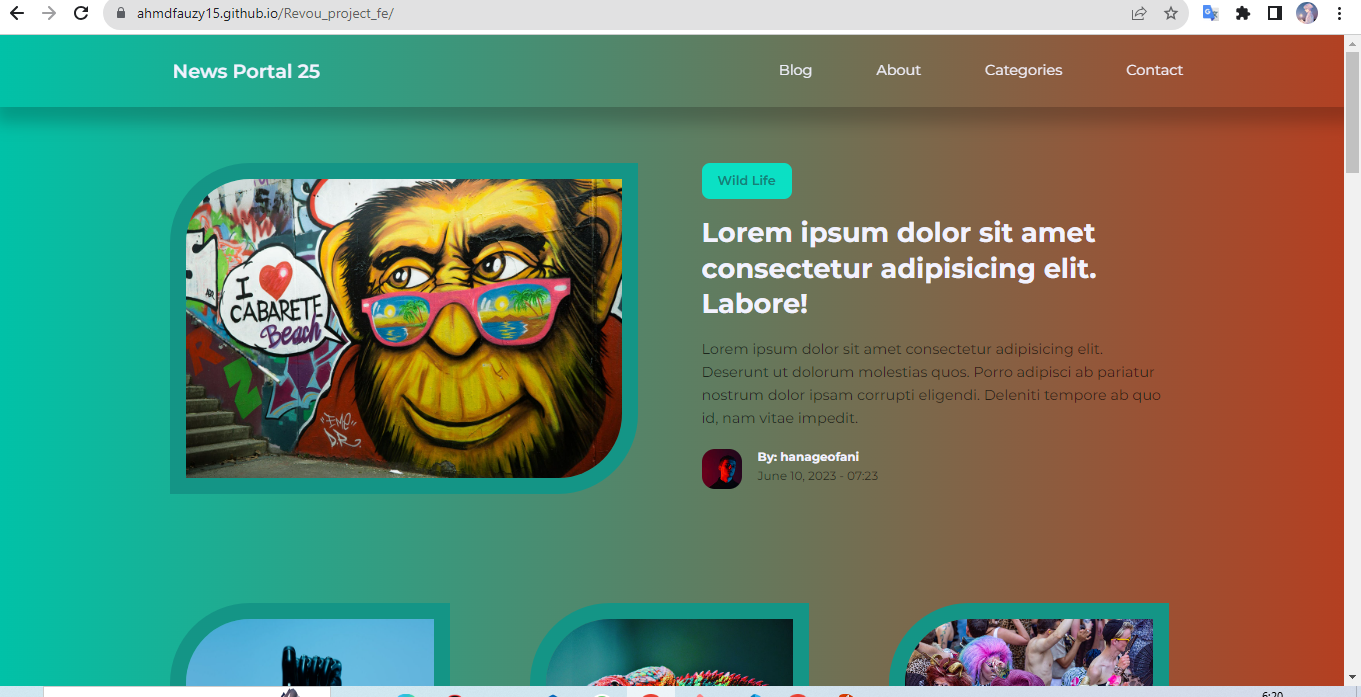 ahmdfauzy15.github.io/Revou_project_fe/
News Portal 25
Blog
About
Categories
Contact
I
CABARETE
Beach
Wild Life
Lorem ipsum dolor sit amet
consectetur adipisicing elit.
Labore!
Lorem ipsum dolor sit amet consectetur adipisicing elit.
Deserunt ut dolorum molestias quos. Porro adipisci ab pariatur
nostrum dolor ipsam corrupti eligendi. Deleniti tempore ab quo
id, nam vitae impedit.
By: hanageofani
June 10, 2023 - 07:23
6:20